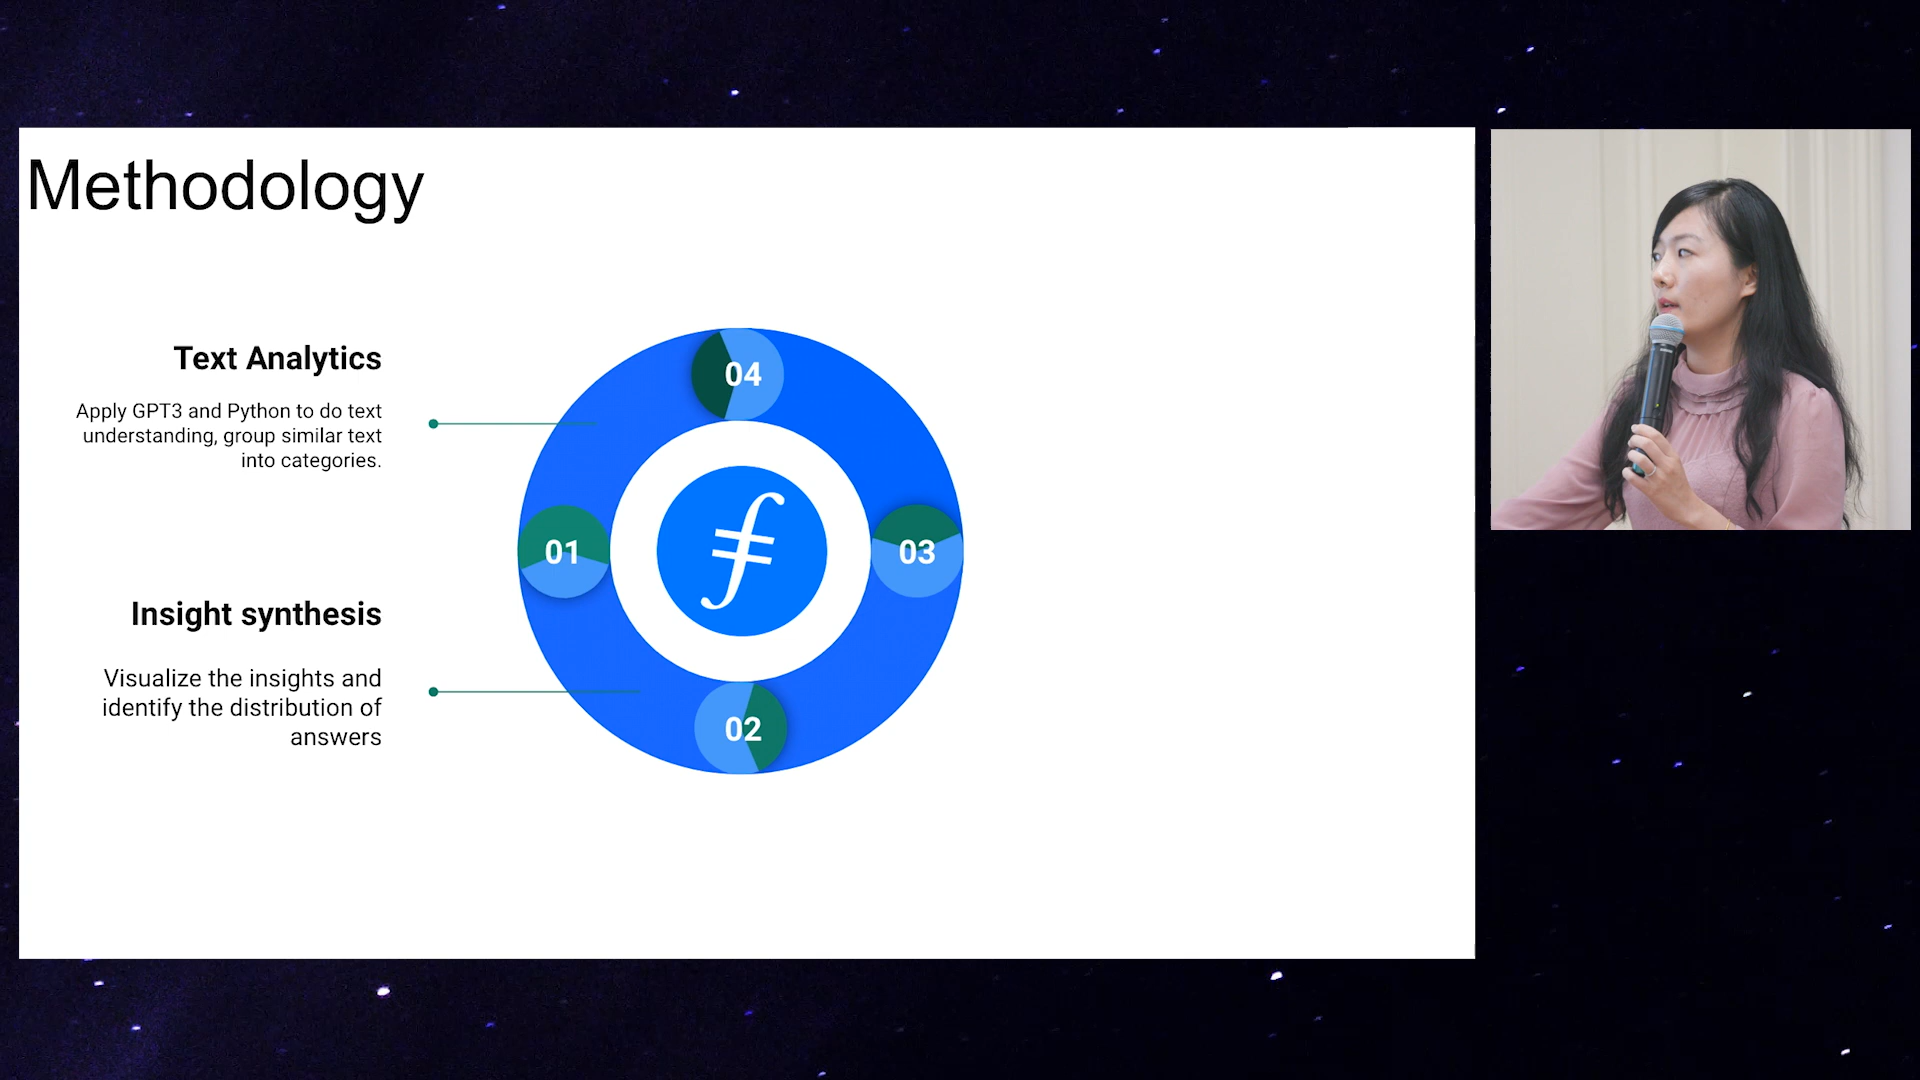 Methodology
Text Analytics
Apply GPT3 and Python to do text
understanding, group similar text
into categories.
04
01
03
Insight synthesis
Visualize the insights and
identify the distribution of
answers
02